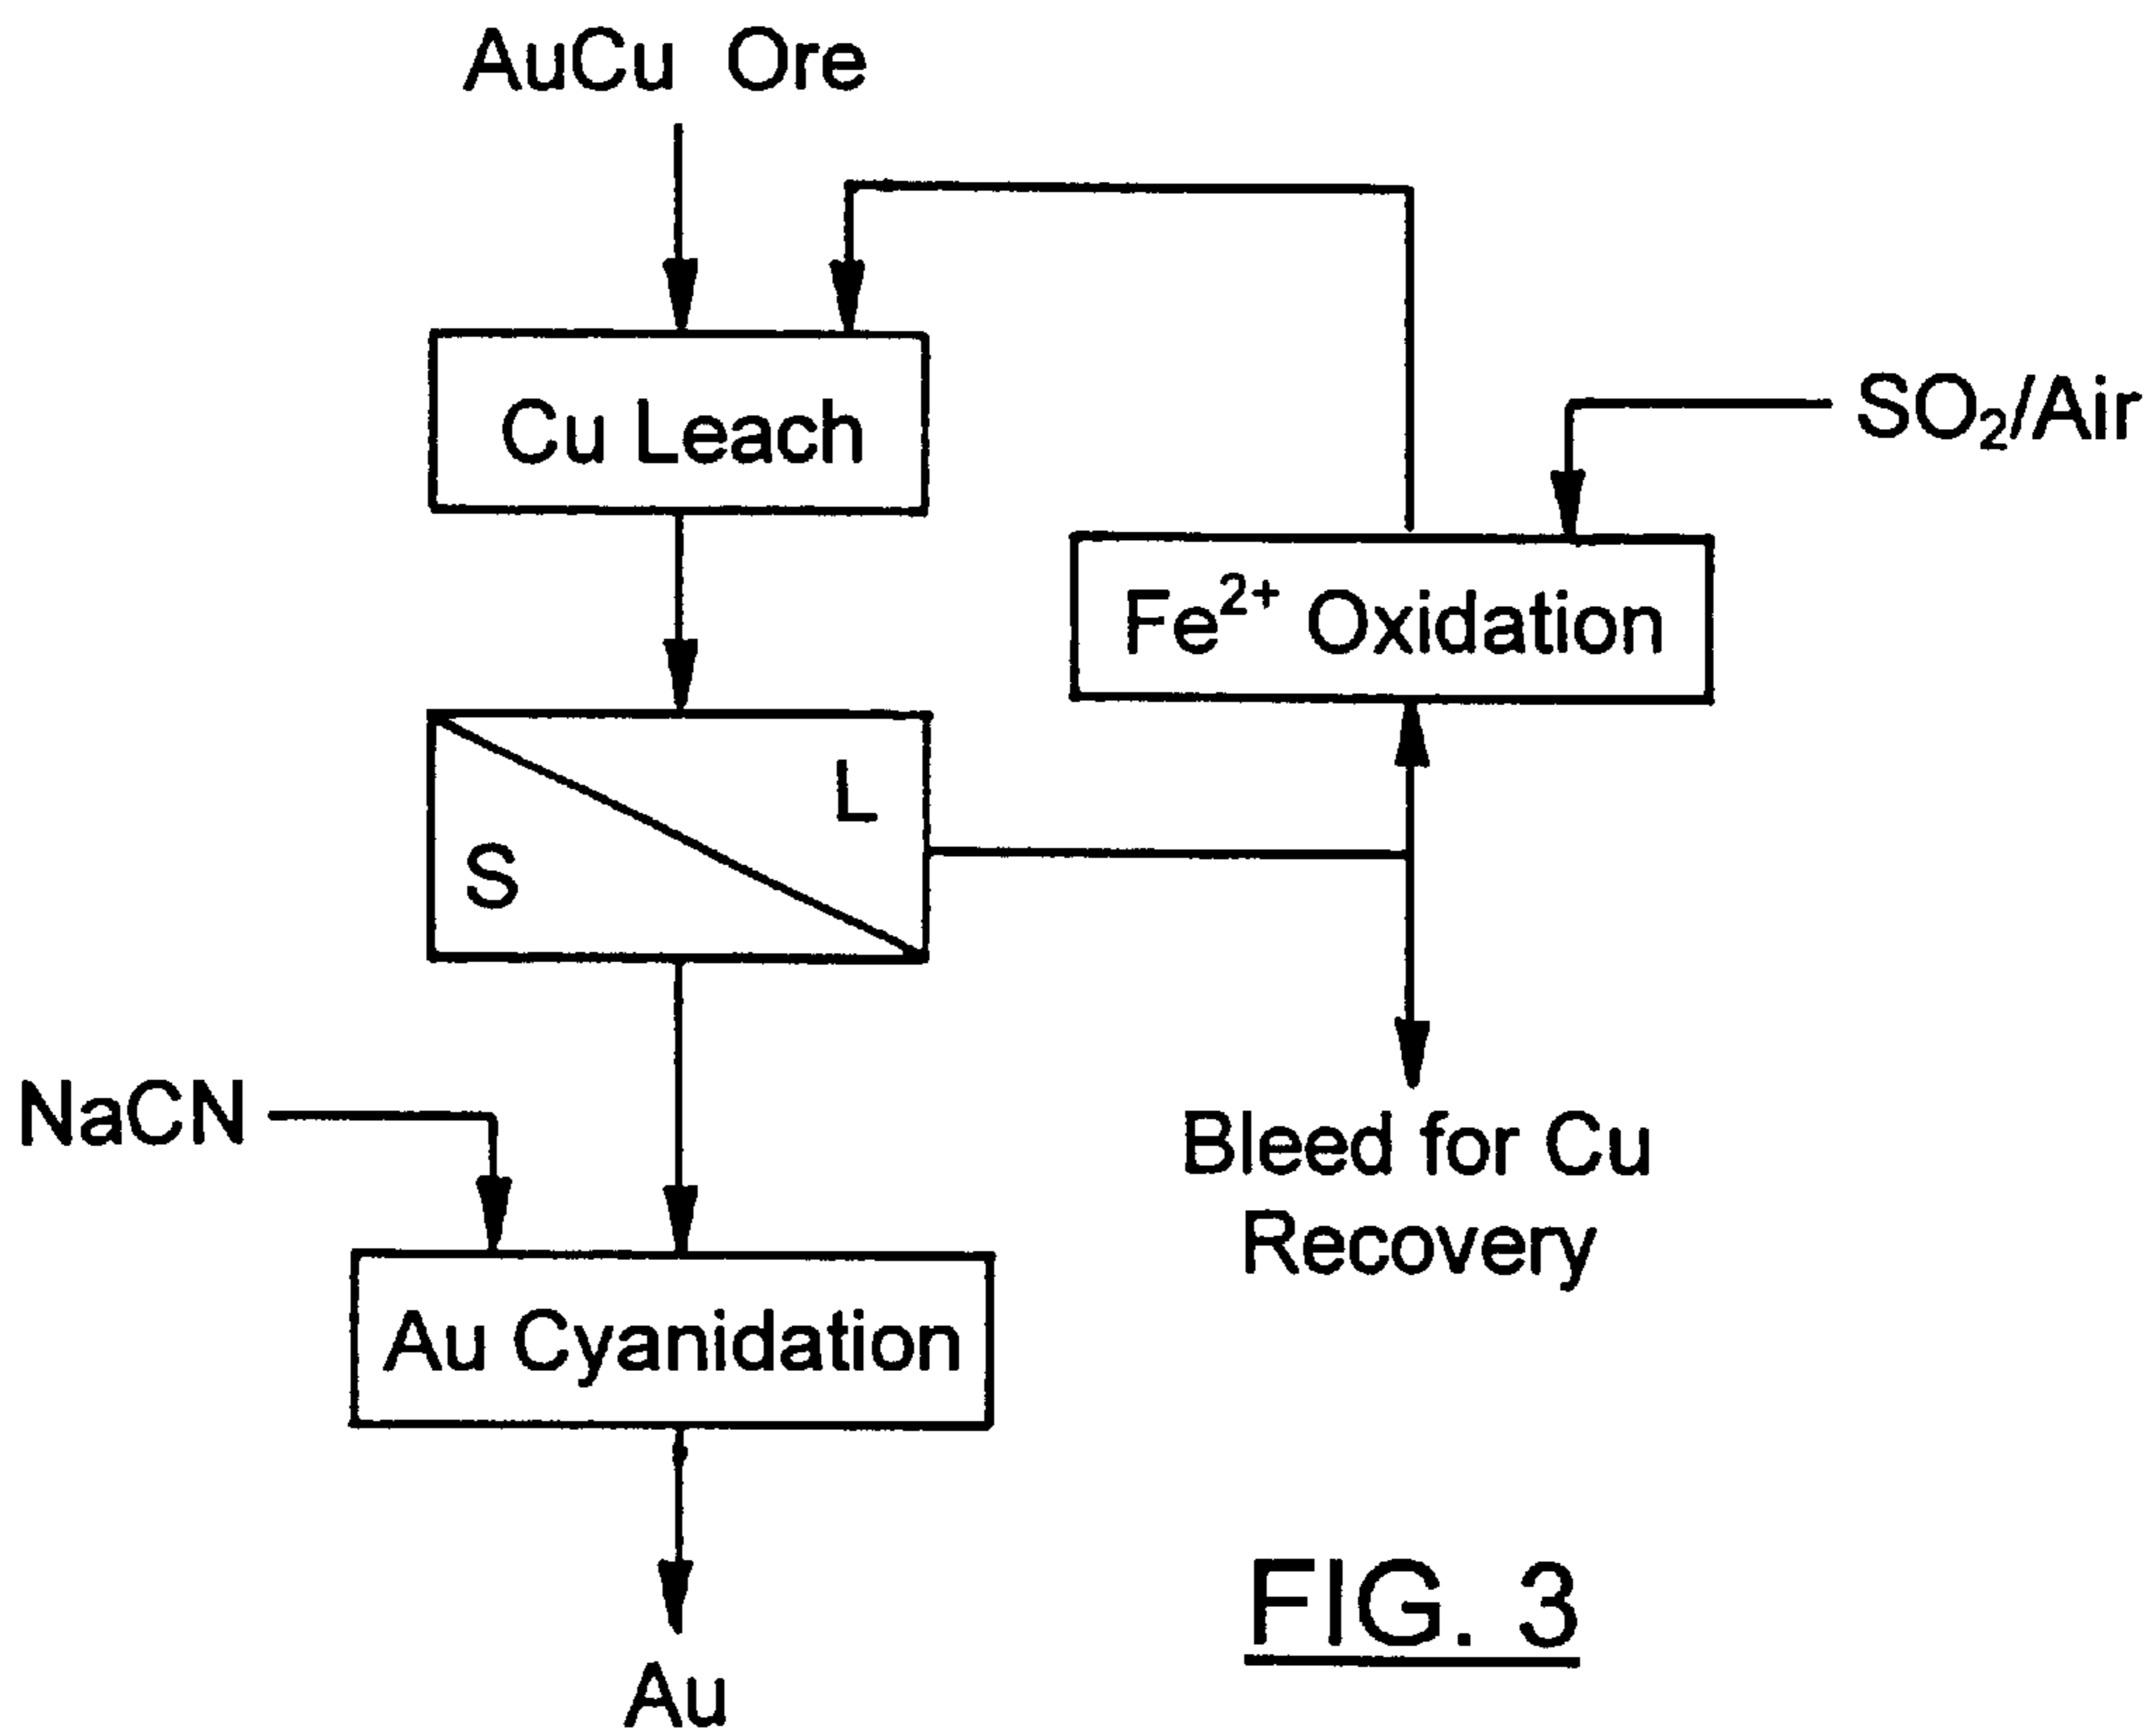 AuCu Ore
Cu Leach
SO₂/Air
Fe²⁺ Oxidation
L
S
NaCN
Bleed for Cu
Recovery
Au Cyanidation
FIG. 3
Au